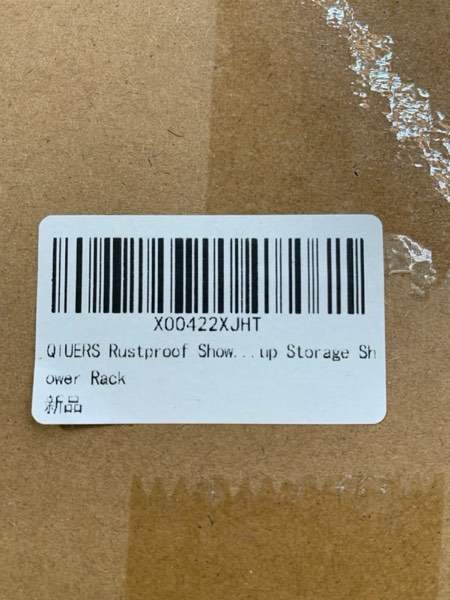 X00422XJHT
QIUERS Rustproof Show...up Storage Sh
ower Rack
新品